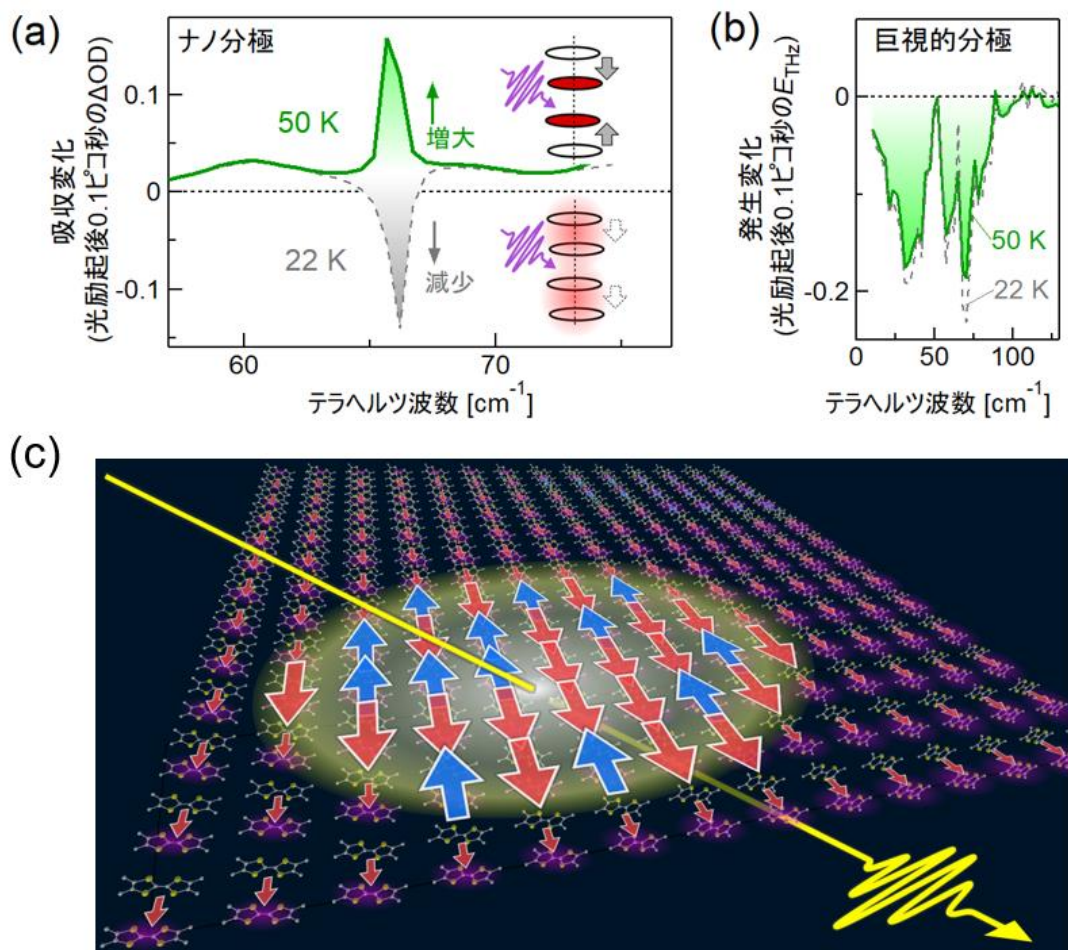 (a)
ナノ分極
吸収変化
(光励起後0.1ピコ秒のΔOD)
0.1
0
-0.1
50 K
増大
22 K
減少
60
70
テラヘルツ波数 [cm-1]
(b)
巨視的分極
発生変化
(光励起後0.1ピコ秒のETHz)
0
-0.2
50 K
22 K
0
50
100
テラヘルツ波数 [cm-1]
(c)